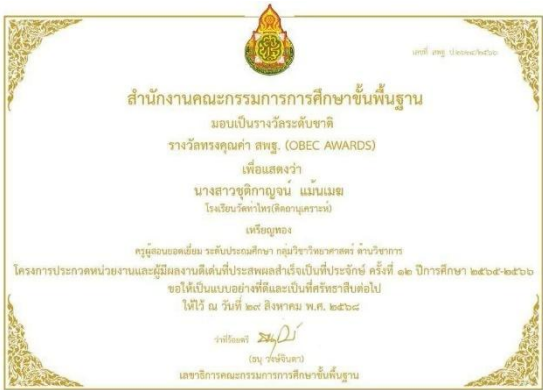 สำนักงานคณะกรรมการการศึกษาขั้นพื้นฐาน
มอบเป็นรางวัลระดับชาติ
รางวัลทรงคุณค่า สพฐ. (OBEC AWARDS)
เพื่อแสดงว่า
นางสาวชุติกาญจน์ แม้นเมฆ
โรงเรียนวัดท่าไทร(ดิตถานุเคราะห์)
เหรียญทอง
ครูผู้สอนยอดเยี่ยม ระดับประถมศึกษา กลุ่มวิชาวิทยาศาสตร์ ด้านวิชาการ
โครงการประกวดหน่วยงานและผู้มีผลงานดีเด่นที่ประสพผลสำเร็จเป็นที่ประจักษ์ ครั้งที่ ๑๒ ปีการศึกษา ๒๕๖๕-๒๕๖๖
ขอให้เป็นแบบอย่างที่ดีและเป็นที่ศรัทธาสืบต่อไป
ให้ไว้ ณ วันที่ ๒๙ สิงหาคม พ.ศ. ๒๕๖๘
ว่าที่ร้อยตรี
(ธนุ วงษ์จินดา)
เลขาธิการคณะกรรมการการศึกษาขั้นพื้นฐาน